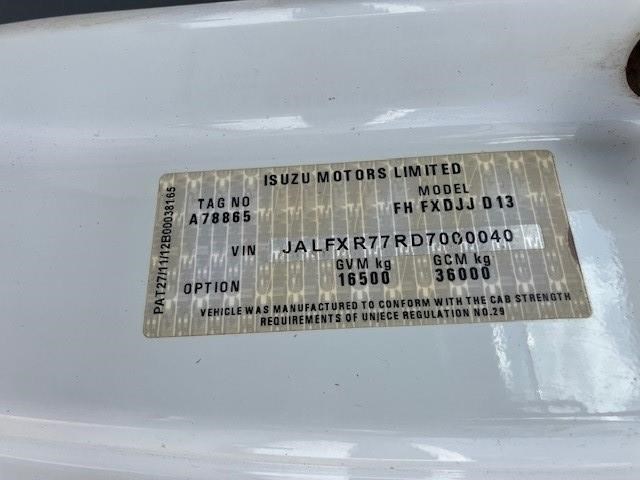 ISUZU MOTORS LIMITED
TAG NO
A78865
MODEL
FH FXDJJ D13
VIN JALFXR77RD7000040
GVM kg
16500
GCM kg
36000
OPTION
VEHICLE WAS MANUFACTURED TO CONFORM WITH THE CAB STRENGTH
REQUIREMENTS OF UN/ECE REGULATION NO.29
PAT27/11/12B00038165